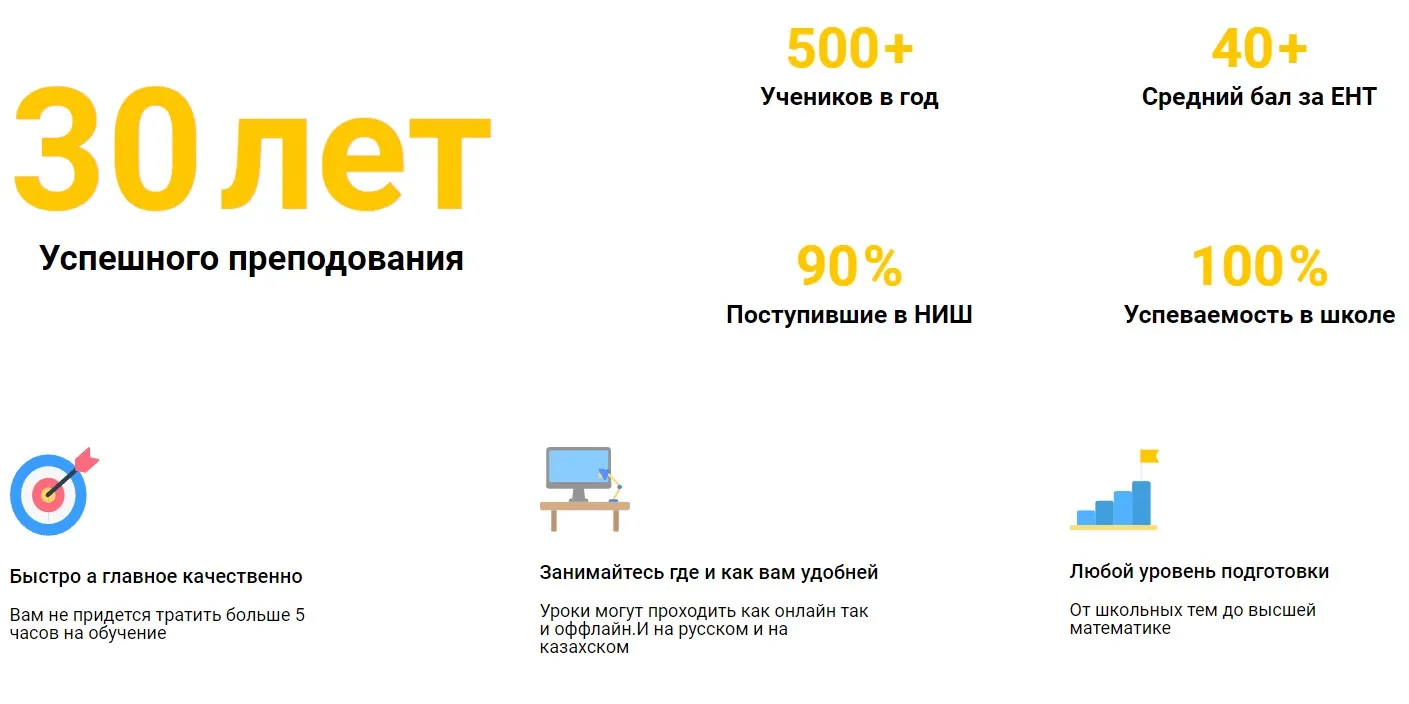 30 лет
Успешного преподования
500+
Учеников в год
40+
Средний бал за ЕНТ
90%
Поступившие в НИШ
100%
Успеваемость в школе
Быстро а главное качественно
Вам не придется тратить больше 5
часов на обучение
Занимайтесь где и как вам удобней
Уроки могут проходить как онлайн так
и оффлайн.И на русском и на
казахском
Любой уровень подготовки
От школьных тем до высшей
математике